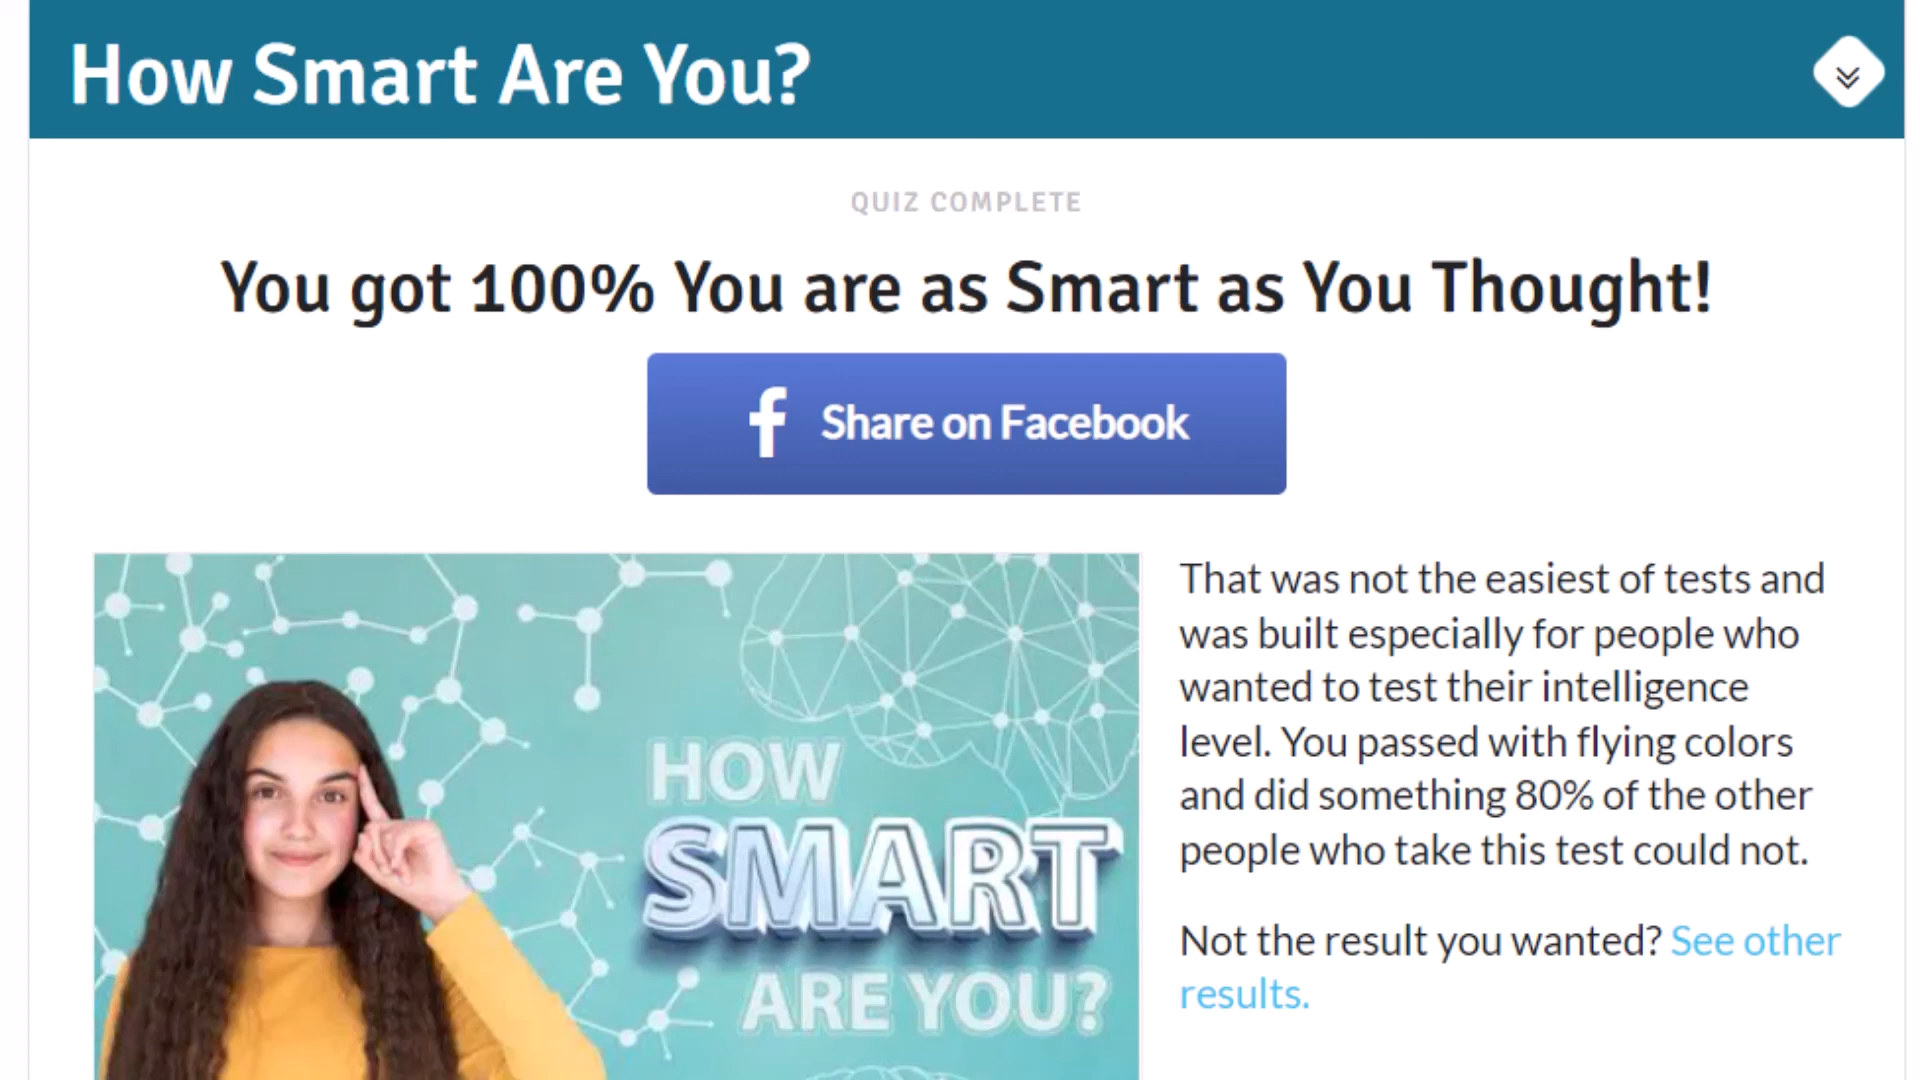 How Smart Are You?
QUIZ COMPLETE
You got 100% You are as Smart as You Thought!
f Share on Facebook
HOW
SMART
ARE YOU?
That was not the easiest of tests and
was built especially for people who
wanted to test their intelligence
level. You passed with flying colors
and did something 80% of the other
people who take this test could not.
Not the result you wanted? See other
results.